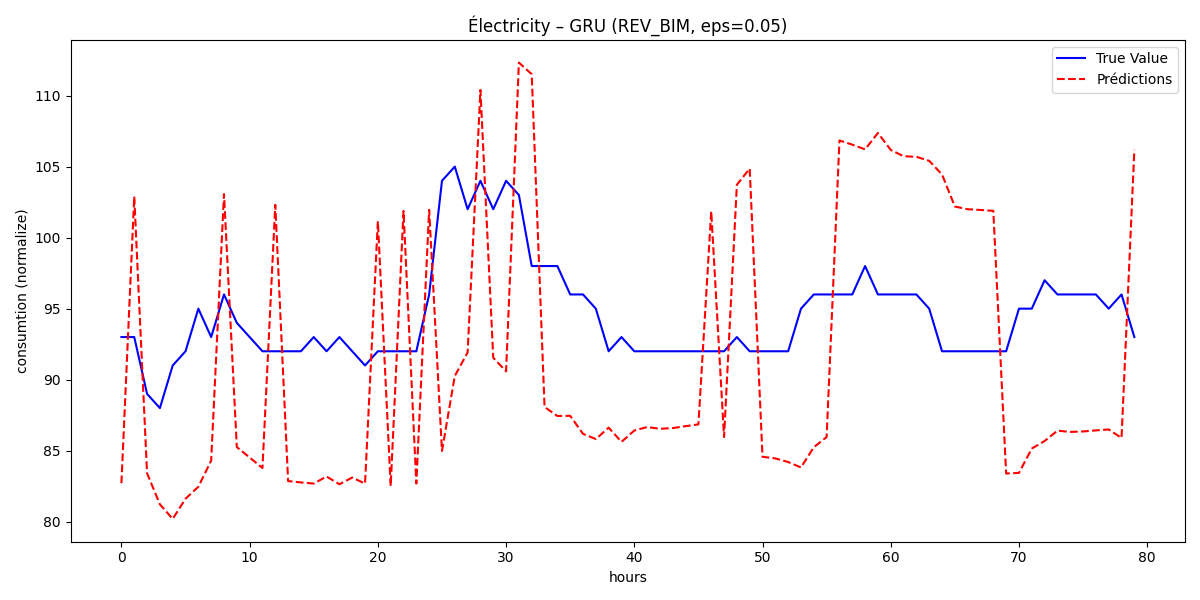 Électricity – GRU (REV_BIM, eps=0.05)
True Value
Prédictions
consumtion (normalize)
110
105
100
95
90
85
80
0 10 20 30 40 50 60 70 80
hours